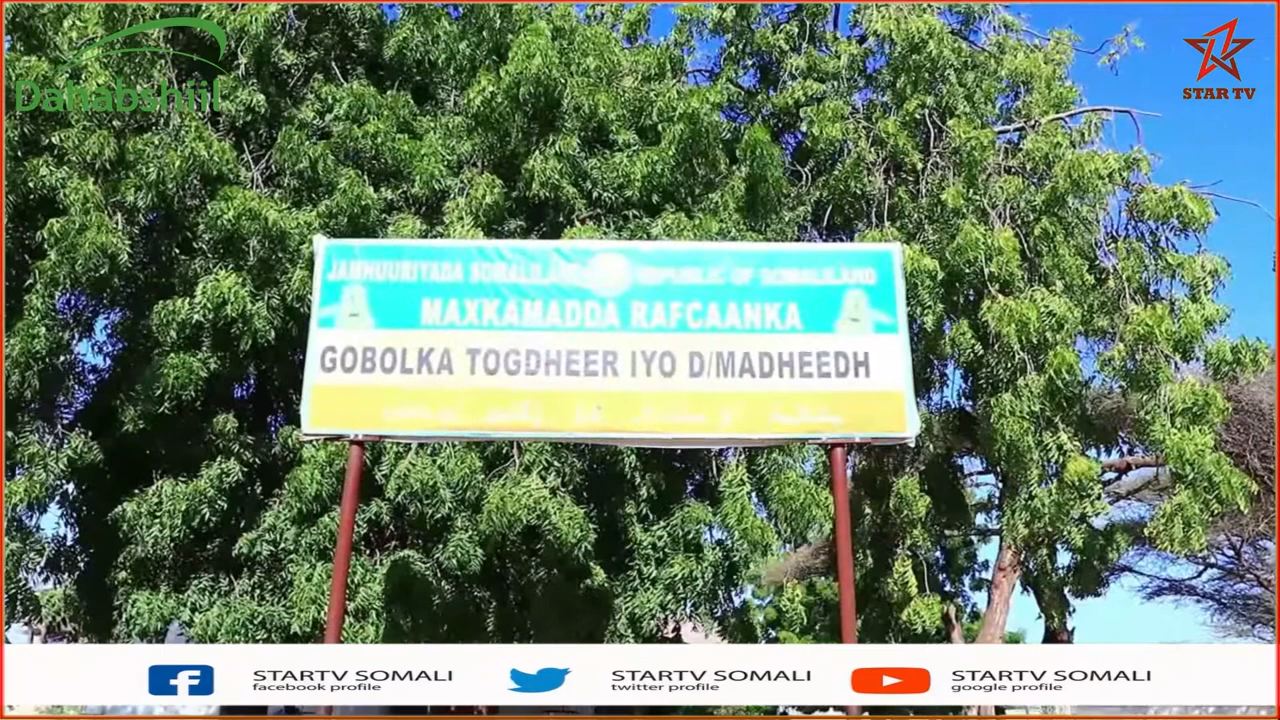 Dahabshiil
STAR TV
JAMHUURIYADA SOMALILAND REPUBLIC OF SOMALILAND
MAXKAMADDA RAFCAANKA
GOBOLKA TOGDHEER IYO D/MADHEEDH
STARTV SOMALI STARTV SOMALI STARTV SOMALI
facebook profile twitter profile google profile